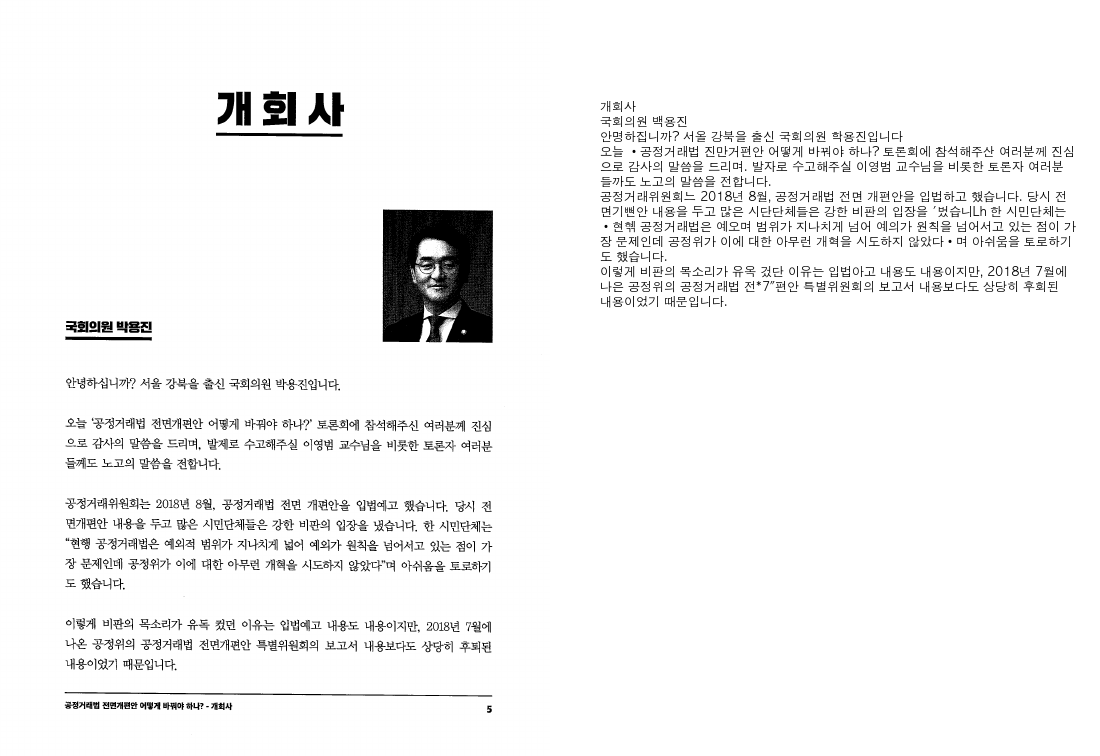 개회사
국회의원 박용진
안녕하십니까? 서울 강북을 출신 국회의원 박용진입니다.
오늘 ‘공정거래법 전면개편안 어떻게 바꿔야 하나?’ 토론회에 참석해주신 여러분께 진심
으로 감사의 말씀을 드리며, 발제로 수고해주실 이영범 교수님을 비롯한 토론자 여러분
들께도 노고의 말씀을 전합니다.
공정거래위원회는 2018년 8월, 공정거래법 전면 개편안을 입법예고 했습니다. 당시 전
면개편안 내용을 두고 많은 시민단체들은 강한 비판의 입장을 냈습니다. 한 시민단체는
“현행 공정거래법은 예외적 범위가 지나치게 넓어 예외가 원칙을 넘어서고 있는 점이 가
장 문제인데 공정위가 이에 대한 아무런 개혁을 시도하지 않았다”며 아쉬움을 토로하기
도 했습니다.
이렇게 비판의 목소리가 유독 컸던 이유는 입법예고 내용도 내용이지만, 2018년 7월에
나온 공정위의 공정거래법 전면개편안 특별위원회의 보고서 내용보다도 상당히 후퇴된
내용이었기 때문입니다.
공정거래법 전면개편안 어떻게 바꿔야 하나? - 개회사
5
개회사
국회의원 백용진
안명하집니까? 서올 강북을 출신 국회의원 학용진입니다
오늘 •공정거래법 진만거편안 어떻게 바꿔야 하나? 토론회에 참석해주산 여러분께 진심
으로 감사의 말씀을 드리며. 발자로 수고해주실 이영범 교수님을 비롯한 토론자 여러분
들까도 노고의 말씀을 전합니다.
공정거래위원회느 2018년 8월, 공정거래법 전면 개편안을 입법하고 했습니다. 당시 전
면기뻔안 내용을 두고 많은 시단단체들은 강한 비판의 입장을 ´벘습니Lh 한 시민단체는
•현헦 공정거래법은 예오며 범위가 지나치게 넘어 예의가 원칙을 넘어서고 있는 점이 가
장 문제인데 공정위가 이에 대한 아무런 개혁을 시도하지 않았다•며 아쉬움을 토로하기
도 했습니다.
이렇게 비판의 목소리가 유목 겄단 이유는 입법아고 내용도 내용이지만, 2018년 7월에
나은 공정위의 공정거래법 전*7″편안 특별위원회의 보고서 내용보다도 상당히 후회된
내용이었기 때문입니다.